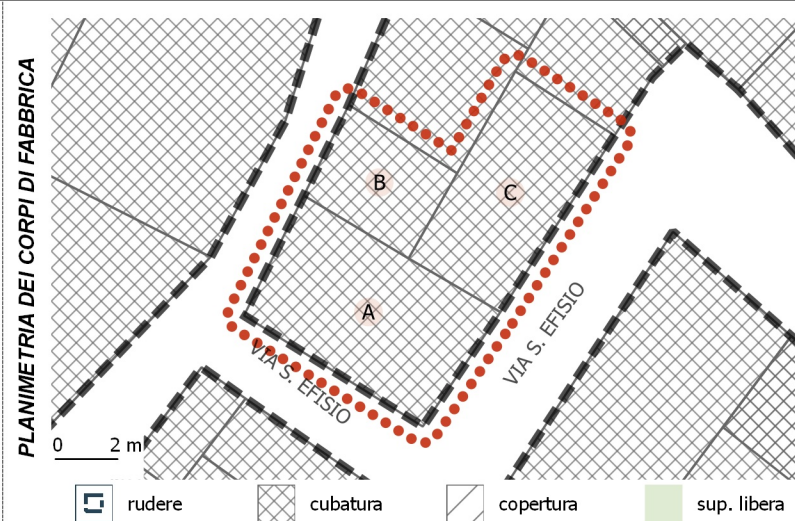 PLANIMETRIA DEI CORPI DI FABBRICA
B
C
A
VIA S. EFISIO
VIA S. EFISIO
0 2 m
rudere cubatura copertura sup. libera